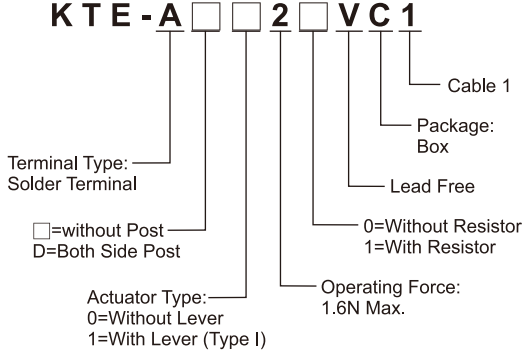 KTE-A□□2□VC1
Cable 1
Package:
Box
Terminal Type:
Solder Terminal
Lead Free
□=without Post
D=Both Side Post
0=Without Resistor
1=With Resistor
Actuator Type:
0=Without Lever
1=With Lever (Type I)
Operating Force:
1.6N Max.